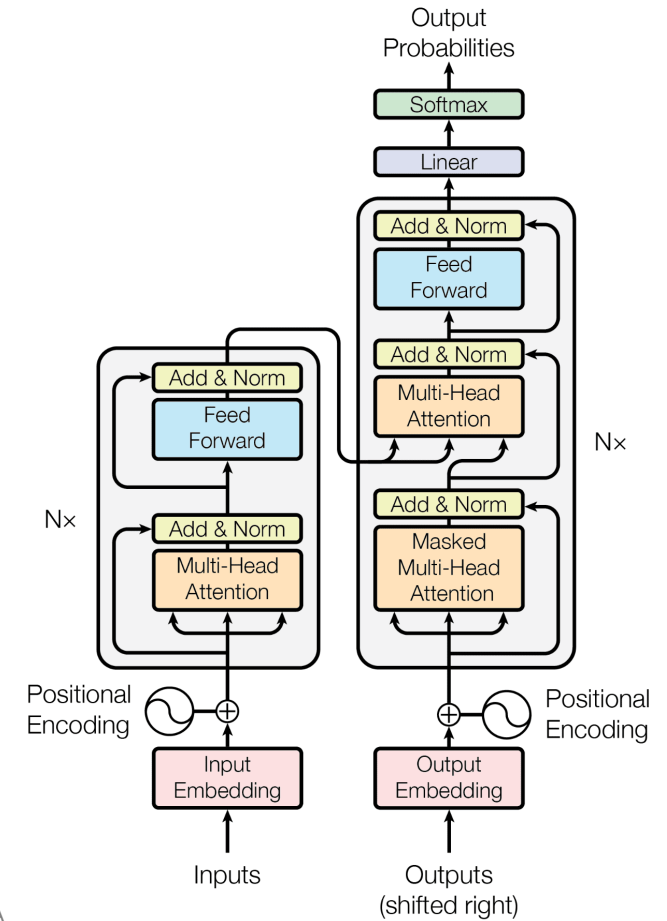 Output
Probabilities
Softmax
Linear
Add & Norm
Feed
Forward
Add & Norm
Multi-Head
Attention
Nx
Add & Norm
Masked
Multi-Head
Attention
Positional
Encoding
Output
Embedding
Outputs
(shifted right)
Add & Norm
Feed
Forward
Nx
Add & Norm
Multi-Head
Attention
Positional
Encoding
Input
Embedding
Inputs